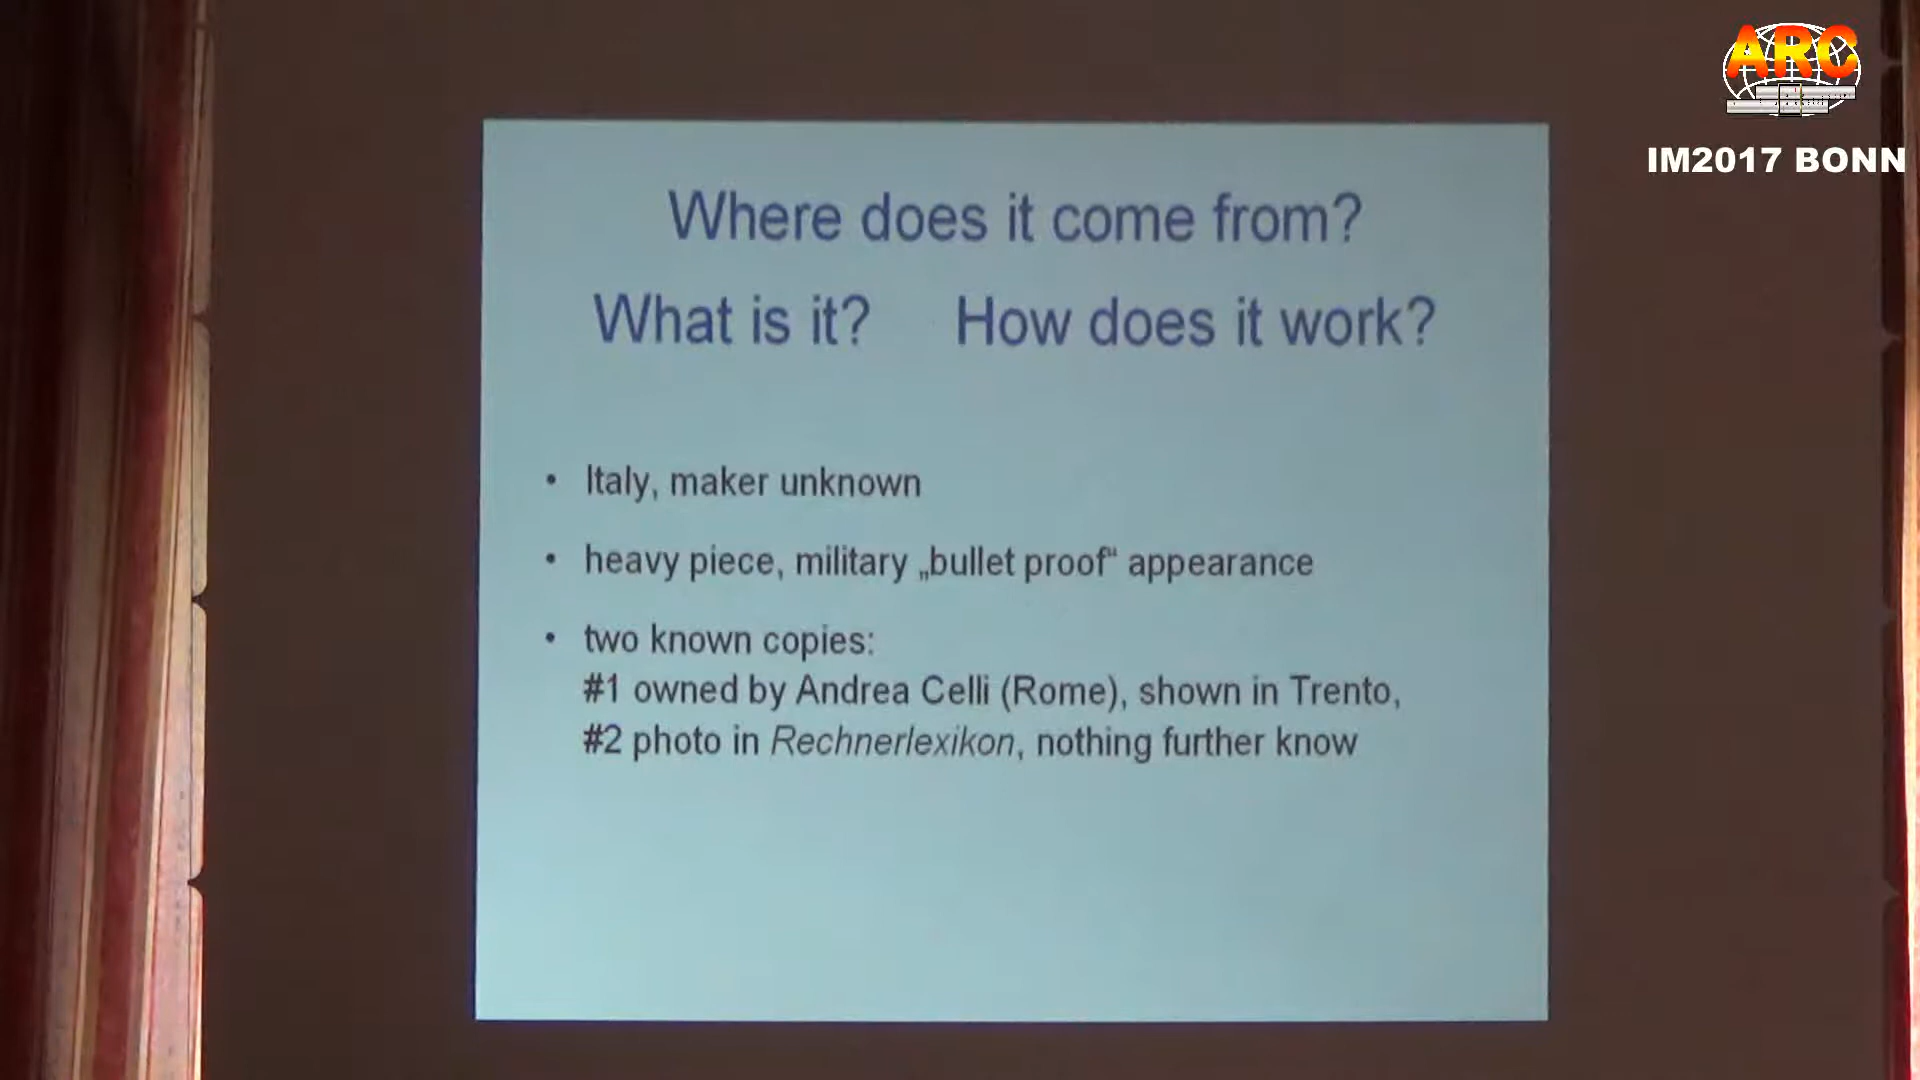 ARC
IM2017 BONN
Where does it come from?
What is it? How does it work?
• Italy, maker unknown
• heavy piece, military „bullet proof“ appearance
• two known copies:
#1 owned by Andrea Celli (Rome), shown in Trento,
#2 photo in Rechnerlexikon, nothing further know